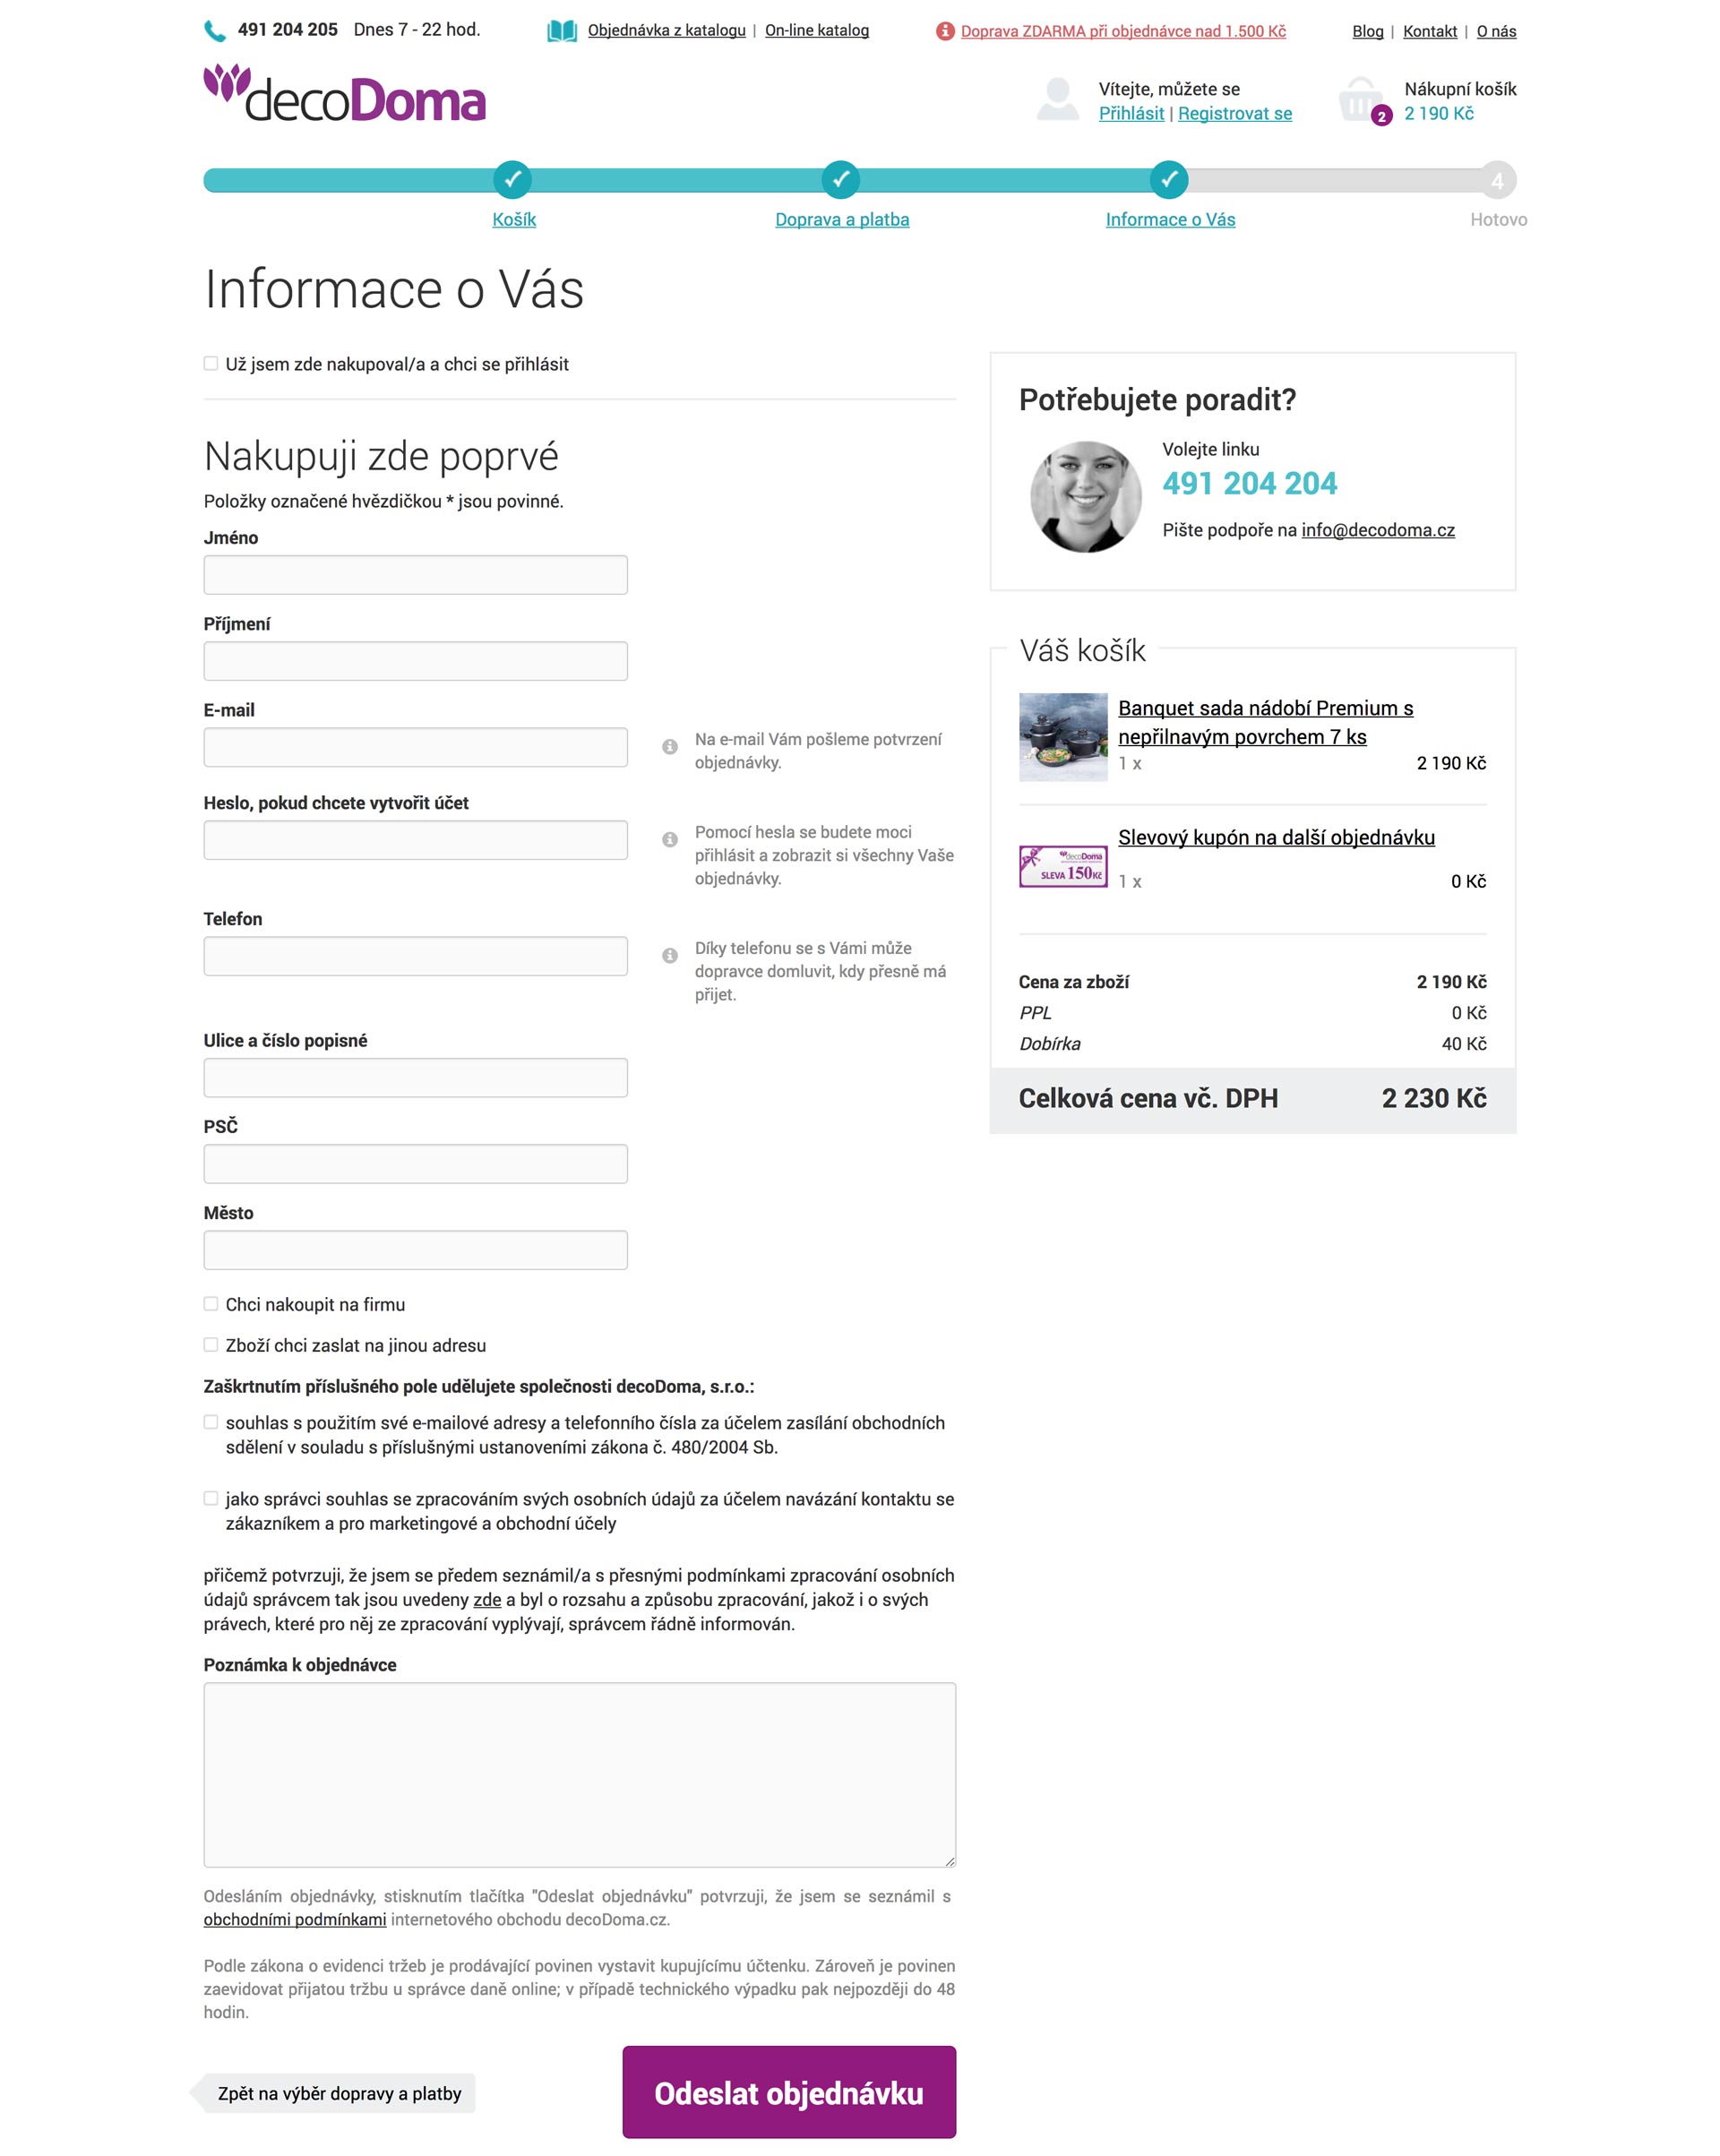 491 204 205 Dnes 7 - 22 hod.
Objednávka z katalogu | On-line katalog
Doprava ZDARMA při objednávce nad 1.500 Kč
Blog | Kontakt | O nás
decoDoma
Vítejte, můžete se
Přihlásit | Registrovat se
2
Nákupní košík
2 190 Kč
4
Košík
Doprava a platba
Informace o Vás
Hotovo
Informace o Vás
Už jsem zde nakupoval/a a chci se přihlásit
Nakupuji zde poprvé
Položky označené hvězdičkou * jsou povinné.
Jméno
Příjmení
E-mail
Na e-mail Vám pošleme potvrzení
objednávky.
Heslo, pokud chcete vytvořit účet
Pomocí hesla se budete moci
přihlásit a zobrazit si všechny Vaše
objednávky.
Telefon
Díky telefonu se s Vámi může
dopravce domluvit, kdy přesně má
přijet.
Ulice a číslo popisné
PSČ
Město
Chci nakoupit na firmu
Zboží chci zaslat na jinou adresu
Zaškrtnutím příslušného pole udělujete společnosti decoDoma, s.r.o.:
souhlas s použitím své e-mailové adresy a telefonního čísla za účelem zasílání obchodních
sdělení v souladu s příslušnými ustanoveními zákona č. 480/2004 Sb.
jako správci souhlas se zpracováním svých osobních údajů za účelem navázání kontaktu se
zákazníkem a pro marketingové a obchodní účely
přičemž potvrzuji, že jsem se předem seznámil/a s přesnými podmínkami zpracování osobních
údajů správcem tak jsou uvedeny zde a byl o rozsahu a způsobu zpracování, jakož i o svých
právech, které pro něj ze zpracování vyplývají, správcem řádně informován.
Poznámka k objednávce
Odesláním objednávky, stisknutím tlačítka "Odeslat objednávku" potvrzuji, že jsem se seznámil s
obchodními podmínkami internetového obchodu decoDoma.cz.
Podle zákona o evidenci tržeb je prodávající povinen vystavit kupujícímu účtenku. Zároveň je povinen
zaevidovat přijatou tržbu u správce daně online; v případě technického výpadku pak nejpozději do 48
hodin.
Zpět na výběr dopravy a platby
Odeslat objednávku
Potřebujete poradit?
Volejte linku
491 204 204
Pište podpoře na info@decodoma.cz
Váš košík
Banquet sada nádobí Premium s
nepřilnavým povrchem 7 ks
1 x 2 190 Kč
Slevový kupón na další objednávku
decoDoma
SLEVA 150Kč
1 x 0 Kč
Cena za zboží 2 190 Kč
PPL 0 Kč
Dobírka 40 Kč
Celková cena vč. DPH 2 230 Kč